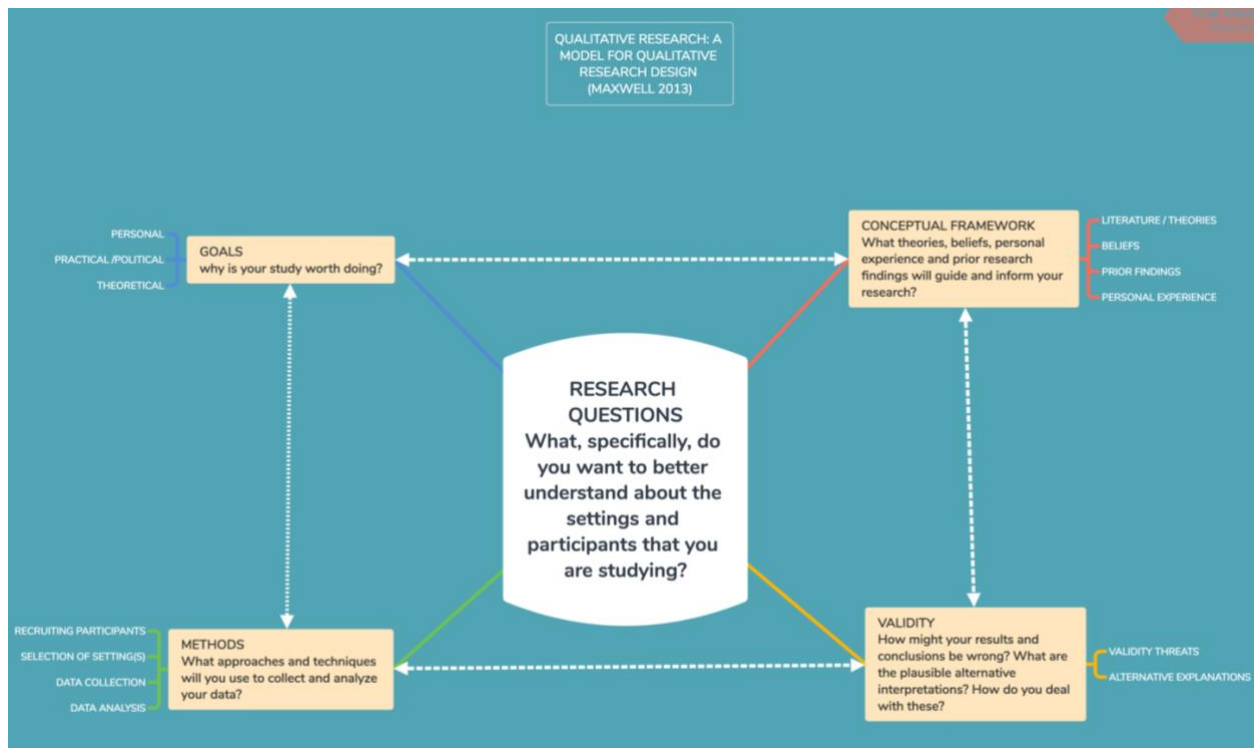 QUALITATIVE RESEARCH: A
MODEL FOR QUALITATIVE
RESEARCH DESIGN
(MAXWELL 2013)
PERSONAL
PRACTICAL /POLITICAL
THEORETICAL
GOALS
why is your study worth doing?
CONCEPTUAL FRAMEWORK
What theories, beliefs, personal
experience and prior research
findings will guide and inform your
research?
LITERATURE / THEORIES
BELIEFS
PRIOR FINDINGS
PERSONAL EXPERIENCE
RESEARCH
QUESTIONS
What, specifically, do
you want to better
understand about the
settings and
participants that you
are studying?
RECRUITING PARTICIPANTS
SELECTION OF SETTING(S)
DATA COLLECTION
DATA ANALYSIS
METHODS
What approaches and techniques
will you use to collect and analyze
your data?
VALIDITY
How might your results and
conclusions be wrong? What are
the plausible alternative
interpretations? How do you deal
with these?
VALIDITY THREATS
ALTERNATIVE EXPLANATIONS